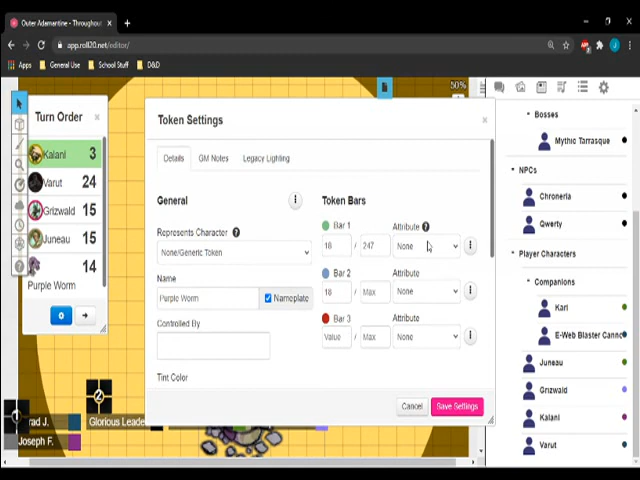 Outer Adamantine - Throughout
app.roll20.net/editor/
Apps
General Use
School Stuff
D&D
50%
Turn Order
Kalani 3
Varut 24
Grizwald 15
Juneau 15
14
Purple Worm
Token Settings
Details
GM Notes
Legacy Lighting
General
Token Bars
Represents Character
None/Generic Token
Bar 1
Attribute
18 / 247
None
Name
Purple Worm
Nameplate
Bar 2
Attribute
18 / Max
None
Controlled By
Bar 3
Attribute
Value / Max
None
Tint Color
Cancel
Save Settings
Bosses
Mythic Tarrasque
NPCs
Chroneria
Qwerty
Player Characters
Companions
Karl
E-Web Blaster Canno
Juneau
Grizwald
Kalani
Varut
1
2
rad J.
Glorious Leade
Joseph F.